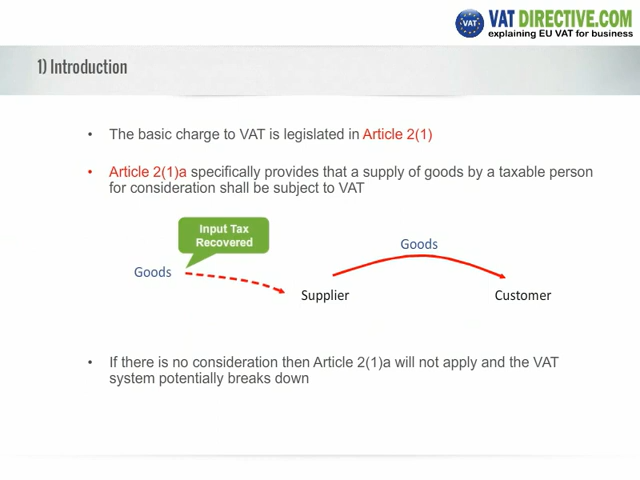 VAT
VAT DIRECTIVE.COM
explaining EU VAT for business
1) Introduction
• The basic charge to VAT is legislated in Article 2(1)
• Article 2(1)a specifically provides that a supply of goods by a taxable person
for consideration shall be subject to VAT
Input Tax
Recovered
Goods
Goods
Supplier
Customer
• If there is no consideration then Article 2(1)a will not apply and the VAT
system potentially breaks down